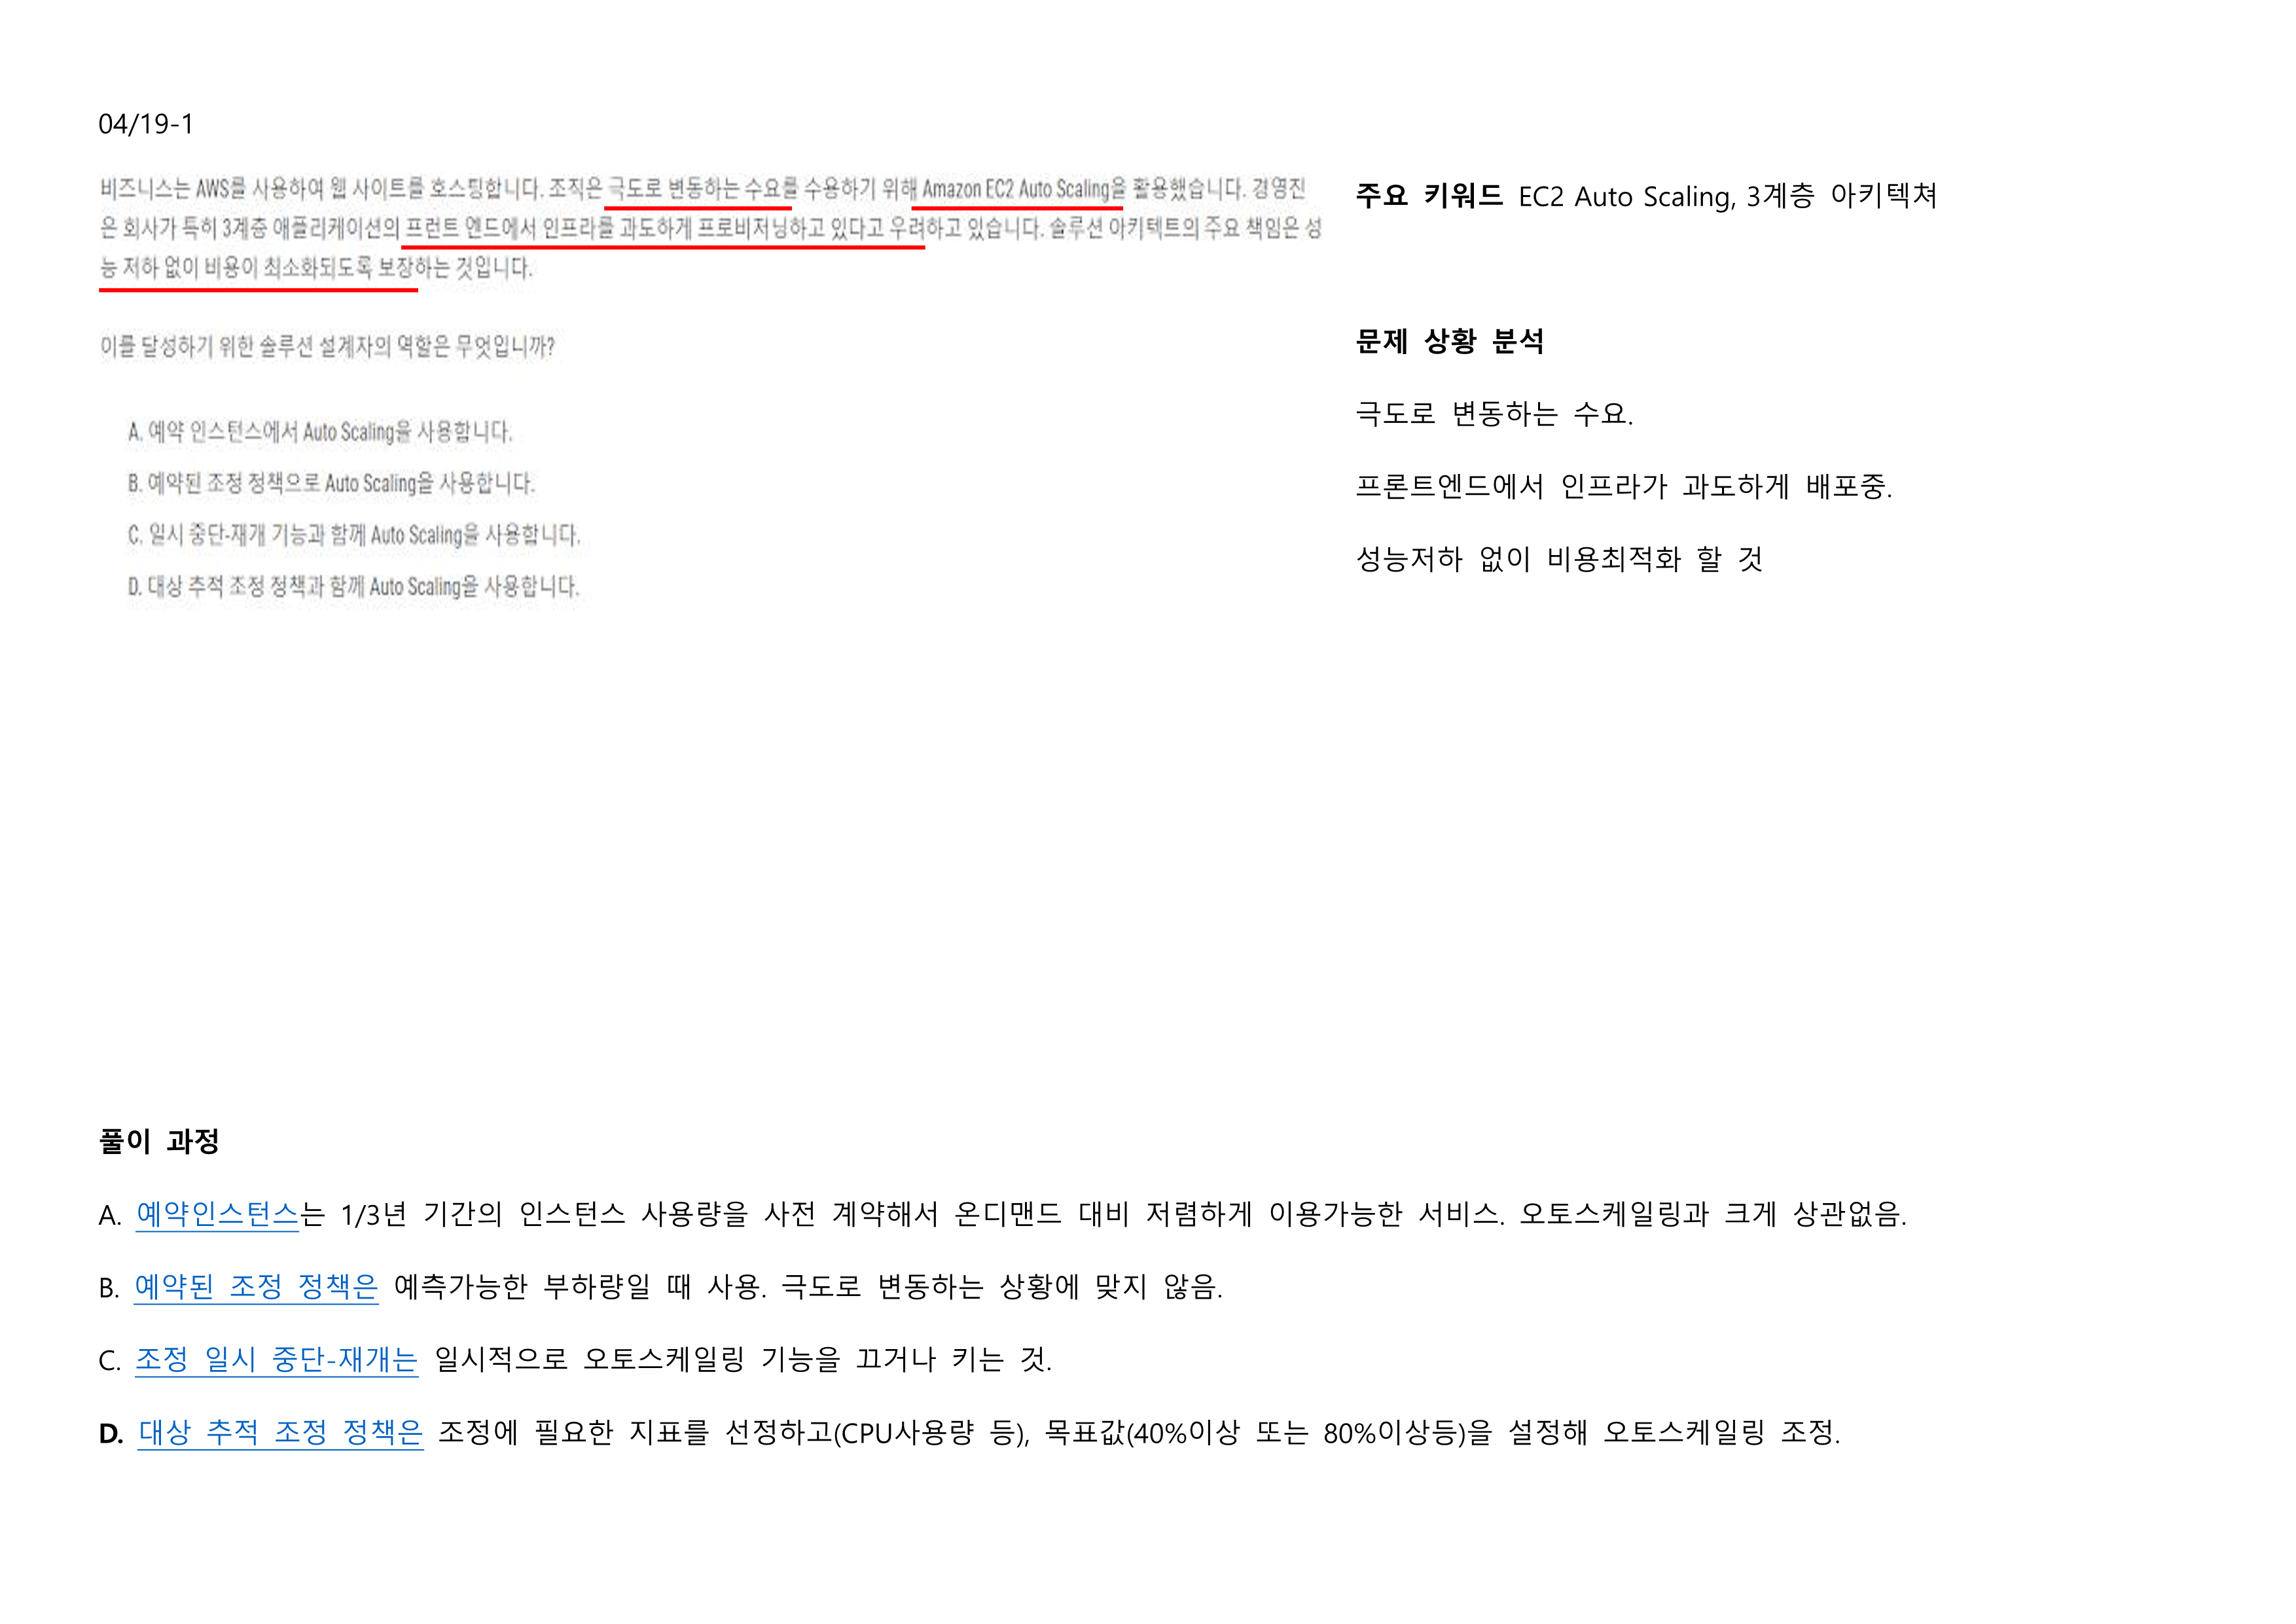 04/19-1
비즈니스는 AWS를 사용하여 웹 사이트를 호스팅합니다. 조직은 극도로 변동하는 수요를 수용하기 위해 Amazon EC2 Auto Scaling을 활용했습니다. 경영진
은 회사가 특히 3계층 애플리케이션의 프런트 엔드에서 인프라를 과도하게 프로비저닝하고 있다고 우려하고 있습니다. 솔루션 아키텍트의 주요 책임은 성
능 저하 없이 비용이 최소화되도록 보장하는 것입니다.
이를 달성하기 위한 솔루션 설계자의 역할은 무엇입니까?
A. 예약 인스턴스에서 Auto Scaling을 사용합니다.
B. 예약된 조정 정책으로 Auto Scaling을 사용합니다.
C. 일시 중단-재개 기능과 함께 Auto Scaling을 사용합니다.
D. 대상 추적 조정 정책과 함께 Auto Scaling을 사용합니다.
주요 키워드 EC2 Auto Scaling, 3계층 아키텍쳐
문제 상황 분석
극도로 변동하는 수요.
프론트엔드에서 인프라가 과도하게 배포중.
성능저하 없이 비용최적화 할 것
풀이 과정
A. 예약인스턴스는 1/3년 기간의 인스턴스 사용량을 사전 계약해서 온디맨드 대비 저렴하게 이용가능한 서비스. 오토스케일링과 크게 상관없음.
B. 예약된 조정 정책은 예측가능한 부하량일 때 사용. 극도로 변동하는 상황에 맞지 않음.
C. 조정 일시 중단-재개는 일시적으로 오토스케일링 기능을 끄거나 키는 것.
D. 대상 추적 조정 정책은 조정에 필요한 지표를 선정하고(CPU사용량 등), 목표값(40%이상 또는 80%이상등)을 설정해 오토스케일링 조정.